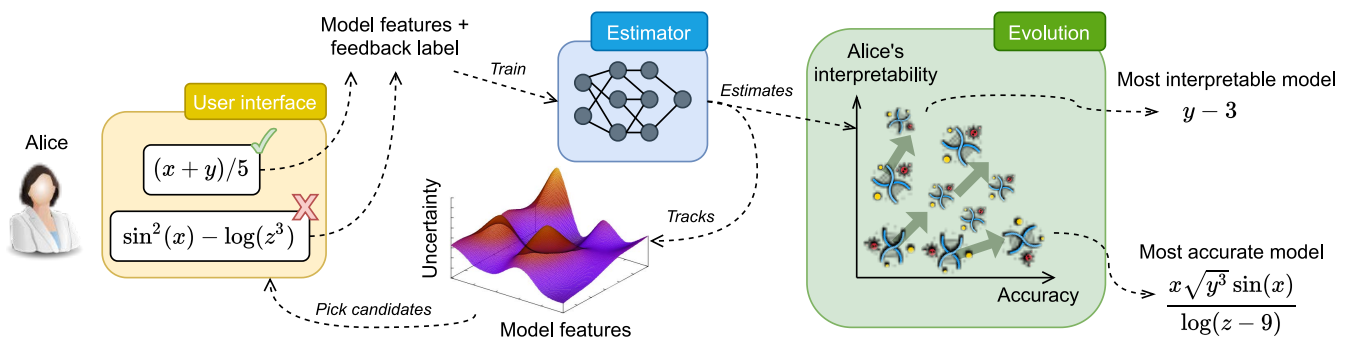 Alice
User interface
(x + y)/5
sin²(x) − log(z³)
Model features +
feedback label
Train
Estimator
Estimates
Tracks
Uncertainty
Model features
Pick candidates
Evolution
Alice's
interpretability
Accuracy
Most interpretable model
y − 3
Most accurate model
x√y³ sin(x)
log(z − 9)